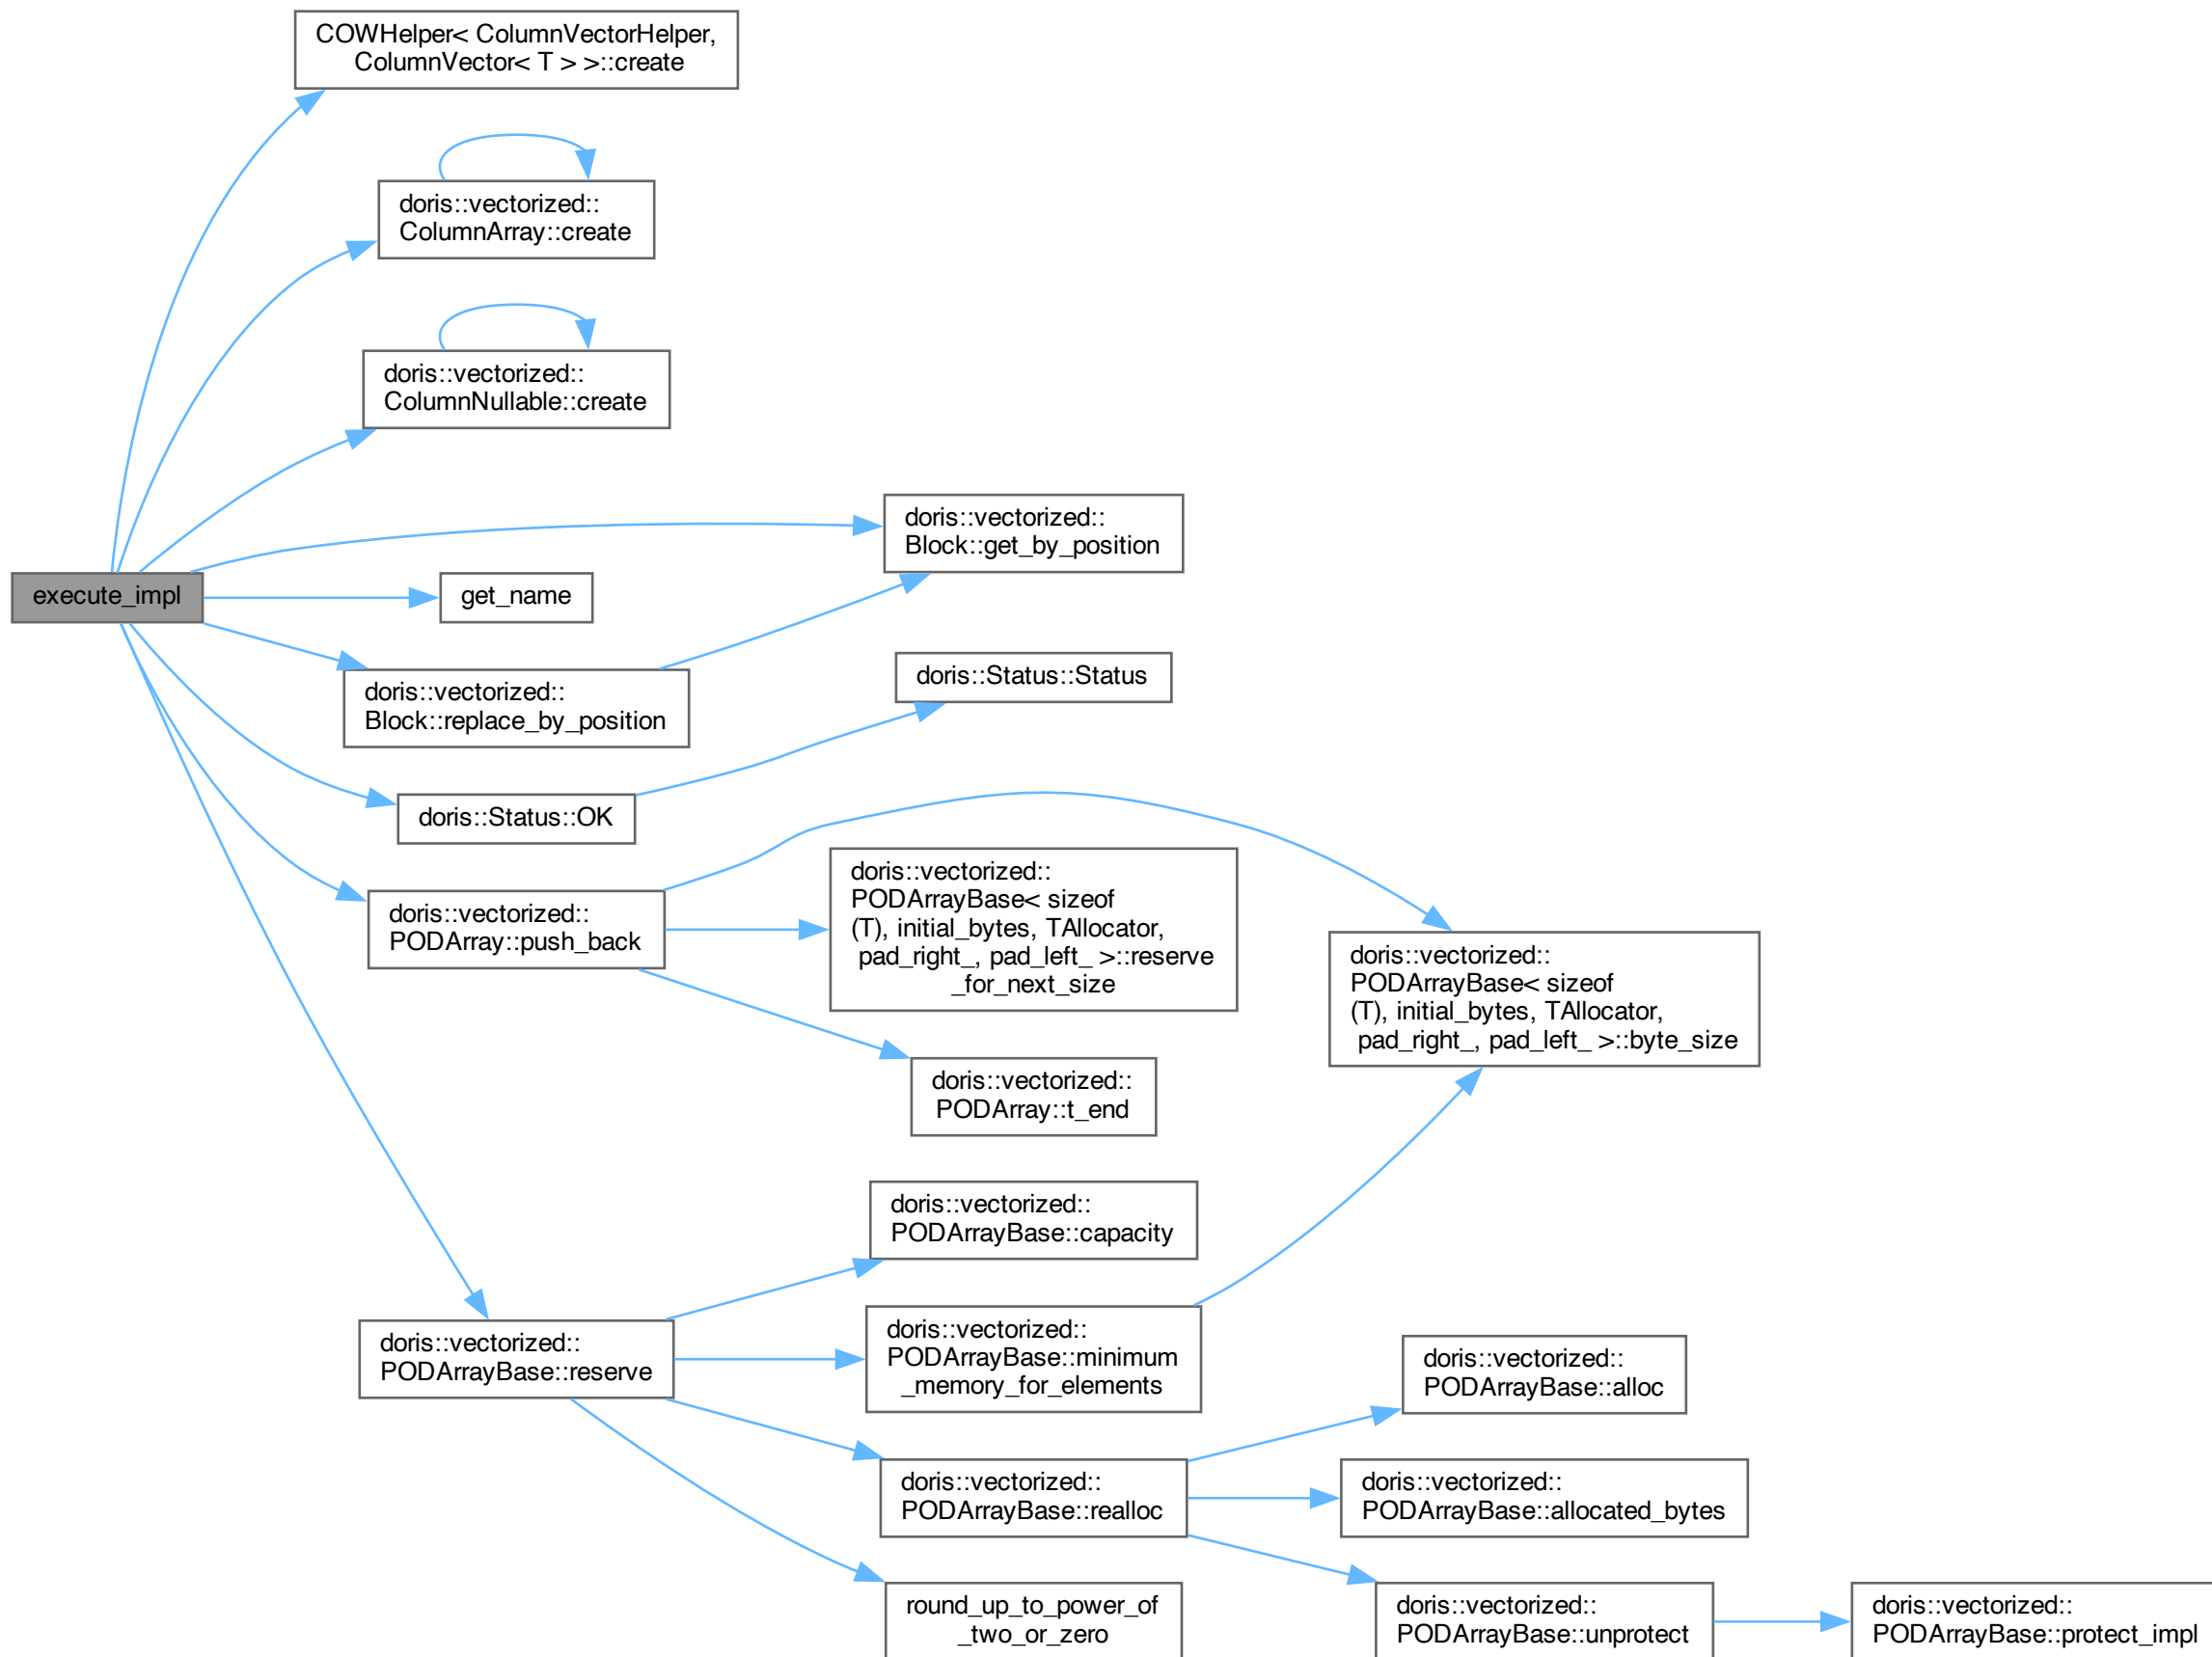 COWHelper< ColumnVectorHelper,
ColumnVector< T > >::create
doris::vectorized::
ColumnArray::create
doris::vectorized::
ColumnNullable::create
doris::vectorized::
Block::get_by_position
execute_impl
get_name
doris::vectorized::
Block::replace_by_position
doris::Status::Status
doris::Status::OK
doris::vectorized::
PODArray::push_back
doris::vectorized::
PODArrayBase< sizeof
(T), initial_bytes, TAllocator,
pad_right_, pad_left_ >::reserve
_for_next_size
doris::vectorized::
PODArrayBase< sizeof
(T), initial_bytes, TAllocator,
pad_right_, pad_left_ >::byte_size
doris::vectorized::
PODArray::t_end
doris::vectorized::
PODArrayBase::capacity
doris::vectorized::
PODArrayBase::reserve
doris::vectorized::
PODArrayBase::minimum
_memory_for_elements
doris::vectorized::
PODArrayBase::alloc
doris::vectorized::
PODArrayBase::realloc
doris::vectorized::
PODArrayBase::allocated_bytes
round_up_to_power_of
_two_or_zero
doris::vectorized::
PODArrayBase::unprotect
doris::vectorized::
PODArrayBase::protect_impl